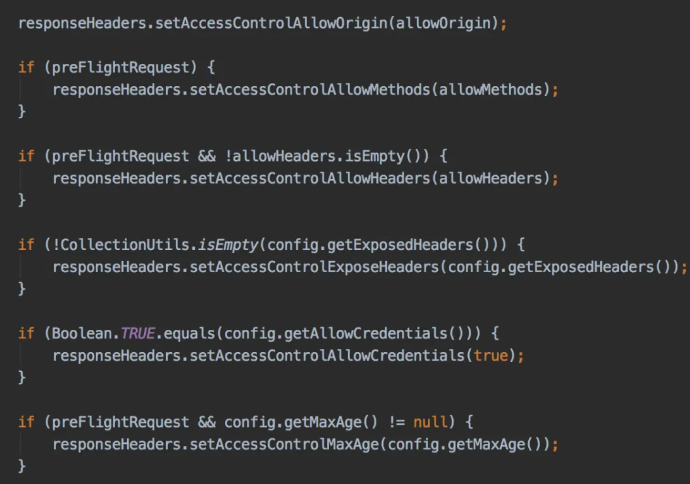 responseHeaders.setAccessControlAllowOrigin(allowOrigin);
if (preFlightRequest) {
responseHeaders.setAccessControlAllowMethods(allowMethods);
}
if (preFlightRequest && !allowHeaders.isEmpty()) {
responseHeaders.setAccessControlAllowHeaders(allowHeaders);
}
if (!CollectionUtils.isEmpty(config.getExposedHeaders())) {
responseHeaders.setAccessControlExposeHeaders(config.getExposedHeaders());
}
if (Boolean.TRUE.equals(config.getAllowCredentials())) {
responseHeaders.setAccessControlAllowCredentials(true);
}
if (preFlightRequest && config.getMaxAge() != null) {
responseHeaders.setAccessControlMaxAge(config.getMaxAge());
}